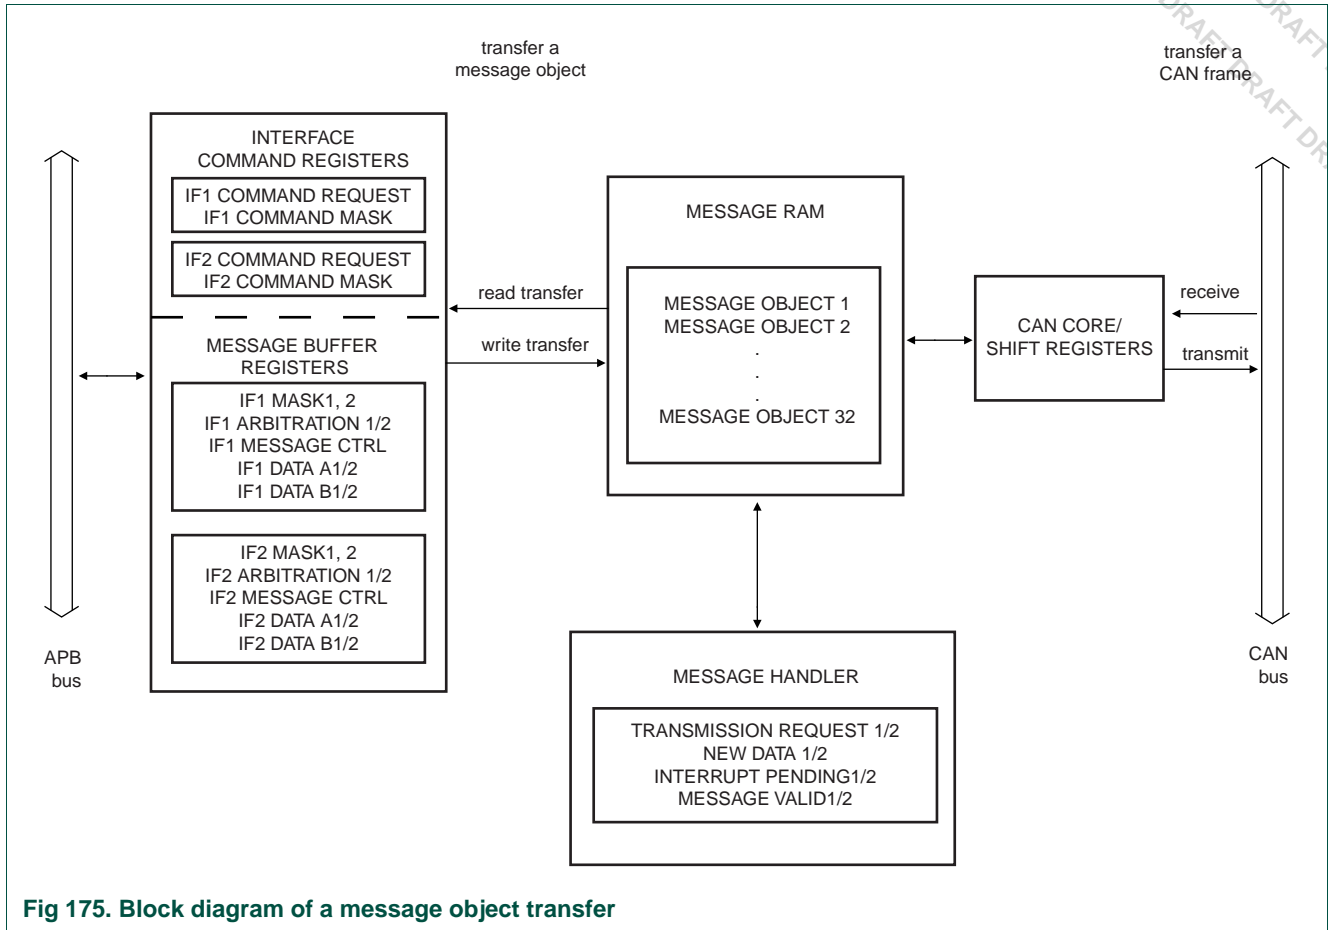 transfer a
message object
transfer a
CAN frame
DRAFT DRAFT DRAFT DRA
DRAFT
INTERFACE
COMMAND REGISTERS
IF1 COMMAND REQUEST
IF1 COMMAND MASK
IF2 COMMAND REQUEST
IF2 COMMAND MASK
MESSAGE BUFFER
REGISTERS
IF1 MASK1, 2
IF1 ARBITRATION 1/2
IF1 MESSAGE CTRL
IF1 DATA A1/2
IF1 DATA B1/2
IF2 MASK1, 2
IF2 ARBITRATION 1/2
IF2 MESSAGE CTRL
IF2 DATA A1/2
IF2 DATA B1/2
APB
bus
read transfer
write transfer
MESSAGE RAM
MESSAGE OBJECT 1
MESSAGE OBJECT 2
.
.
.
MESSAGE OBJECT 32
CAN CORE/
SHIFT REGISTERS
receive
transmit
CAN
bus
MESSAGE HANDLER
TRANSMISSION REQUEST 1/2
NEW DATA 1/2
INTERRUPT PENDING1/2
MESSAGE VALID1/2
Fig 175. Block diagram of a message object transfer